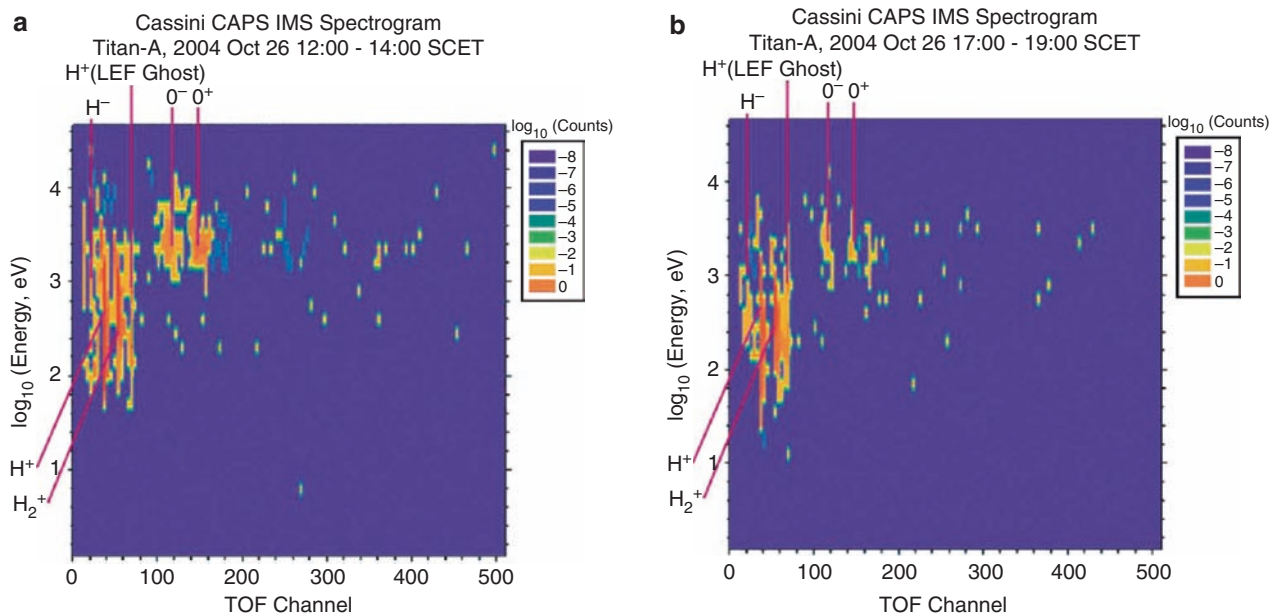 a
Cassini CAPS IMS Spectrogram
Titan-A, 2004 Oct 26 12:00 - 14:00 SCET
H⁺(LEF Ghost)
H⁻
0⁻ 0⁺
log₁₀ (Counts)
−8
−7
−6
−5
−4
−3
−2
−1
0
log₁₀ (Energy, eV)
4
3
2
1
H⁺
H₂⁺
0 100 200 300 400 500
TOF Channel
b
Cassini CAPS IMS Spectrogram
Titan-A, 2004 Oct 26 17:00 - 19:00 SCET
H⁺(LEF Ghost)
H⁻
0⁻ 0⁺
log₁₀ (Counts)
−8
−7
−6
−5
−4
−3
−2
−1
0
log₁₀ (Energy, eV)
4
3
2
1
H⁺
H₂⁺
0 100 200 300 400 500
TOF Channel